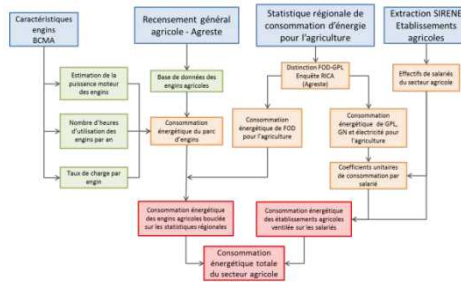 Caractéristiques
engins
BCMA
Recensement général
agricole - Agreste
Statistique régionale de
consommation d'énergie
pour l'agriculture
Extraction SIRENE
Etablissements
agricoles
Estimation de la
puissance moteur des
engins
Base de données des
engins agricoles
Distinction FOD-GPL
Enquête RICA
(Agreste)
Effectifs de salariés
du secteur agricole
Nombre d'heures
d'utilisation des
engins par an
Consommation
énergétique du parc
d'engins
Consommation
énergétique de FOD
pour l'agriculture
Consommation
énergétique de GPL,
GN et électricité pour
l'agriculture
Taux de charge par
engin
Coefficients unitaires
de consommation par
salarié
Consommation énergétique
des engins agricoles bouclée
sur les statistiques régionales
Consommation énergétique
des établissements agricoles
ventilée sur les salariés
Consommation
énergétique totale
du secteur agricole